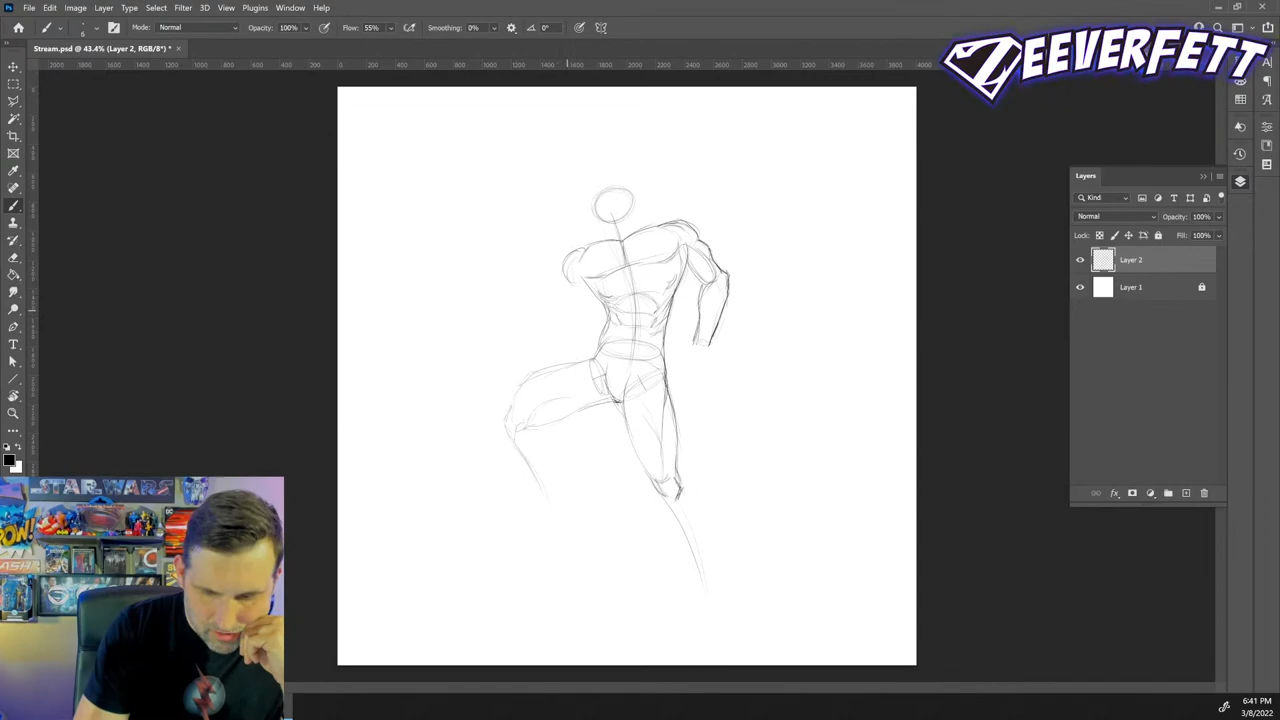 File Edit Image Layer Type Select Filter 3D View Plugins Window Help
Mode: Normal Opacity: 100% Flow: 55% Smoothing: 0% 0°
Stream.psd @ 43.4% (Layer 2, RGB/8*) *
ZEEVERFETT
Layers
Kind
Normal Opacity: 100%
Lock: Fill: 100%
Layer 2
Layer 1
STAR. WARS
POW!
6:41 PM
3/8/2022